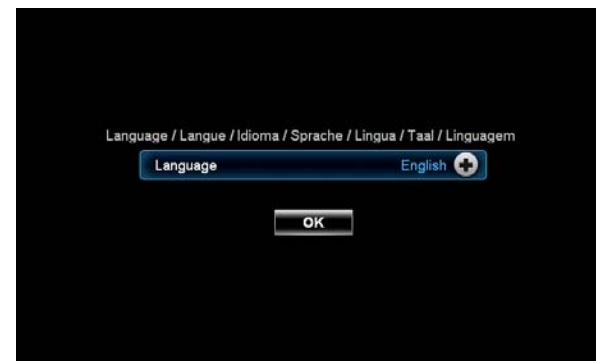 Language / Langue / Idioma / Sprache / Lingua / Taal / Linguagem
Language English
OK